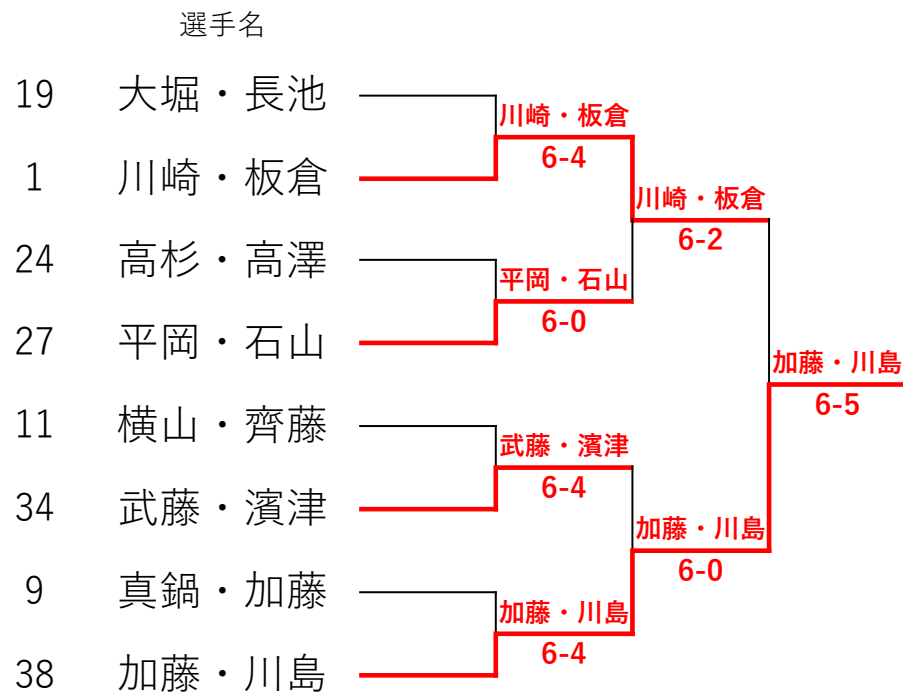 選手名
19 大堀・長池
川崎・板倉
6-4
1 川崎・板倉
川崎・板倉
6-2
24 高杉・高澤
平岡・石山
6-0
27 平岡・石山
加藤・川島
6-5
11 横山・齊藤
武藤・濱津
6-4
34 武藤・濱津
加藤・川島
6-0
9 真鍋・加藤
加藤・川島
6-4
38 加藤・川島